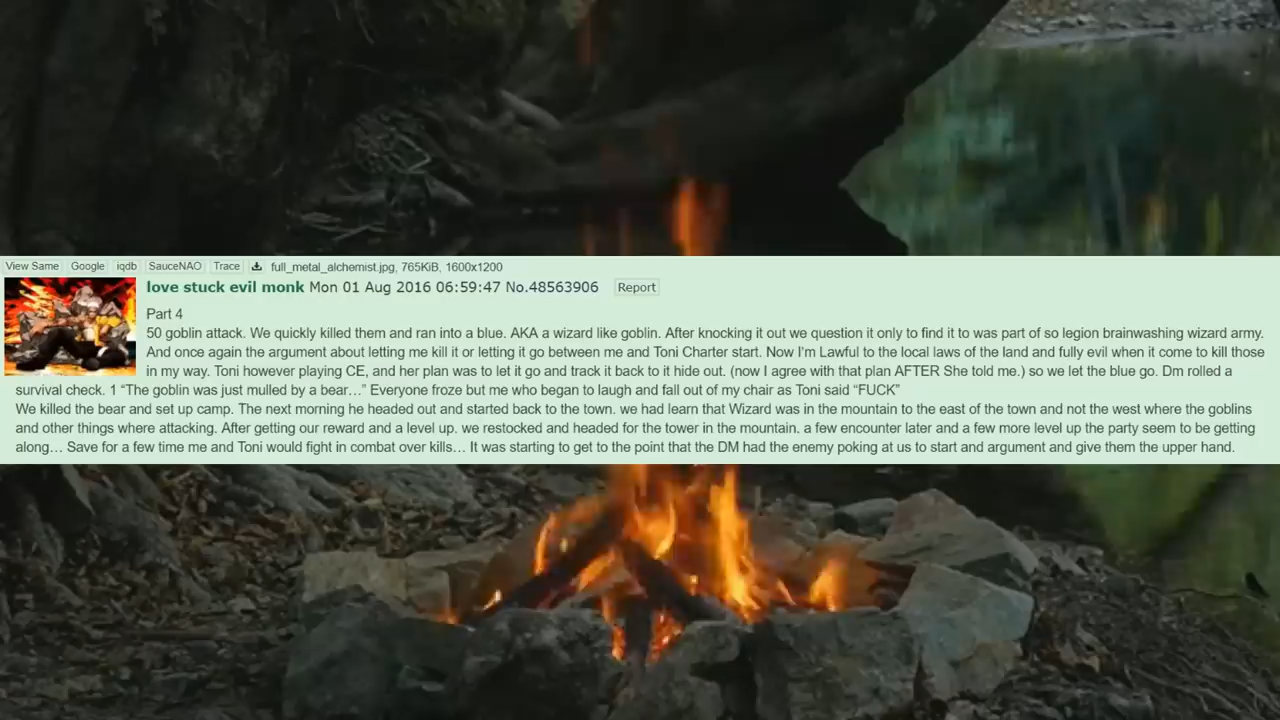 View Same Google iqdb SauceNAO Trace full_metal_alchemist.jpg, 765KiB, 1600x1200
love stuck evil monk Mon 01 Aug 2016 06:59:47 No.48563906 Report
Part 4
50 goblin attack. We quickly killed them and ran into a blue. AKA a wizard like goblin. After knocking it out we question it only to find it to was part of so legion brainwashing wizard army.
And once again the argument about letting me kill it or letting it go between me and Toni Charter start. Now I'm Lawful to the local laws of the land and fully evil when it come to kill those
in my way. Toni however playing CE, and her plan was to let it go and track it back to it hide out. (now I agree with that plan AFTER She told me.) so we let the blue go. Dm rolled a
survival check. 1 “The goblin was just mulled by a bear…” Everyone froze but me who began to laugh and fall out of my chair as Toni said “FUCK”
We killed the bear and set up camp. The next morning he headed out and started back to the town. we had learn that Wizard was in the mountain to the east of the town and not the west where the goblins
and other things where attacking. After getting our reward and a level up. we restocked and headed for the tower in the mountain. a few encounter later and a few more level up the party seem to be getting
along… Save for a few time me and Toni would fight in combat over kills… It was starting to get to the point that the DM had the enemy poking at us to start and argument and give them the upper hand.